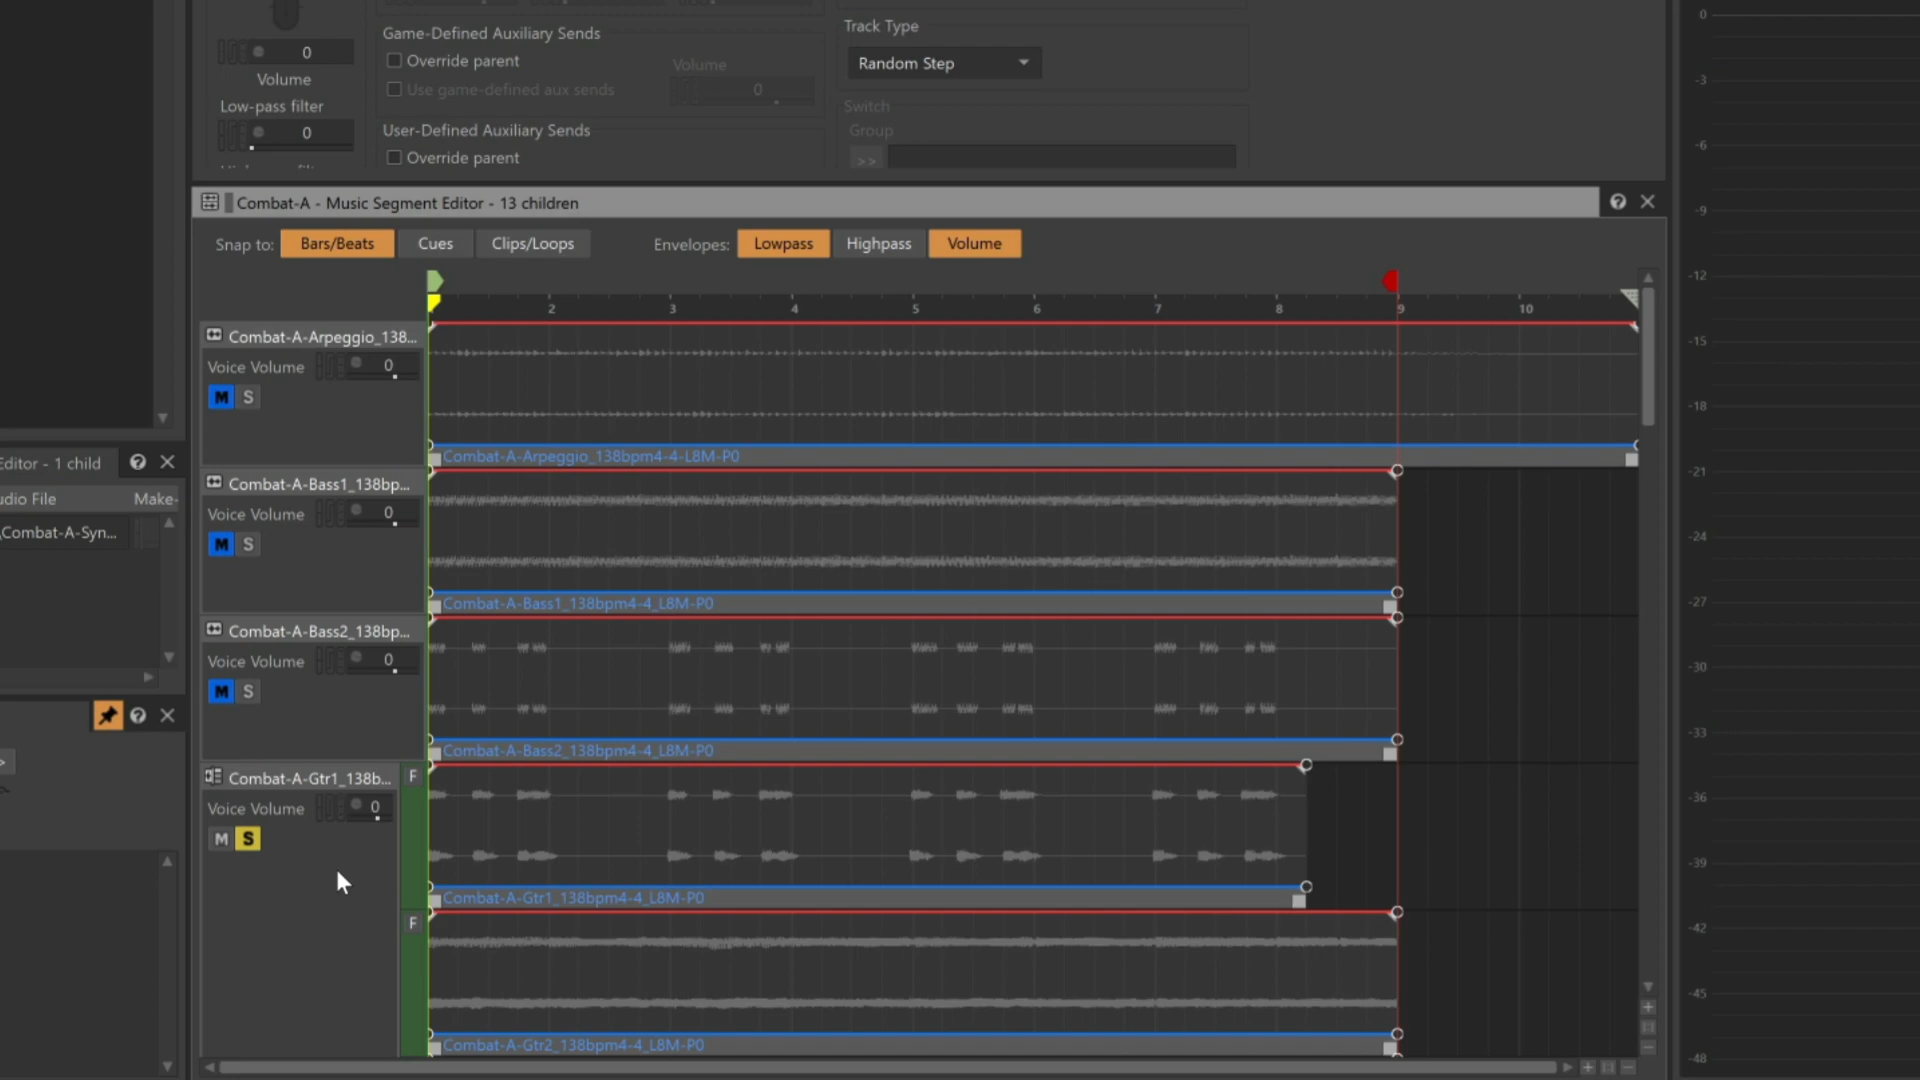 Game-Defined Auxiliary Sends
Track Type
0
Override parent
Volume
Random Step
Volume
Use game-defined aux sends
0
Low-pass filter
Switch
0
User-Defined Auxiliary Sends
Group
Override parent
>>
Combat-A - Music Segment Editor - 13 children
Snap to: Bars/Beats Cues Clips/Loops Envelopes: Lowpass Highpass Volume
2 3 4 5 6 7 8 9 10
Combat-A-Arpeggio_138...
Voice Volume 0
M S
Combat-A-Arpeggio_138bpm4-4-L8M-P0
Editor - 1 child
Combat-A-Bass1_138bp...
udio File Make-
Voice Volume 0
\Combat-A-Syn...
M S
Combat-A-Bass1_138bpm4-4_L8M-P0
Combat-A-Bass2_138bp...
Voice Volume 0
M S
Combat-A-Bass2_138bpm4-4_L8M-P0
Combat-A-Gtr1_138b... F
Voice Volume 0
M S
Combat-A-Gtr1_138bpm4-4_L8M-P0
F
Combat-A-Gtr2_138bpm4-4_L8M-P0
0
-3
-6
-9
-12
-15
-18
-21
-24
-27
-30
-33
-36
-39
-42
-45
-48